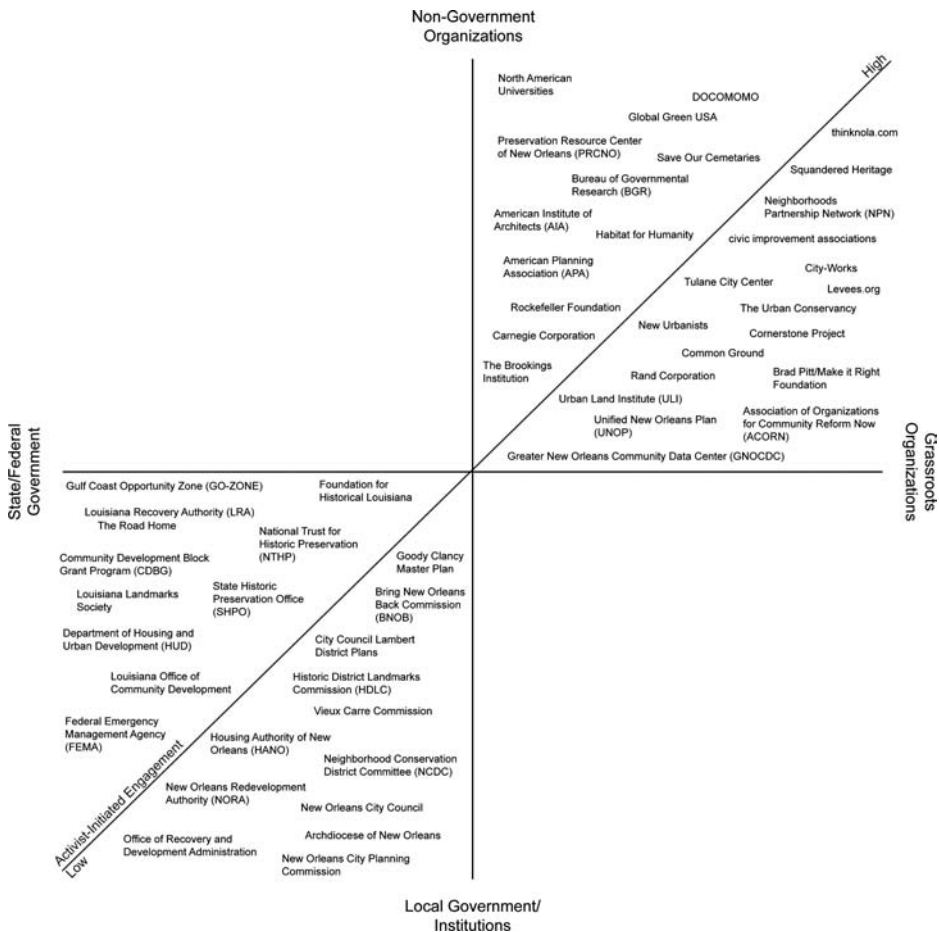 Non-Government
Organizations
High
North American
Universities
DOCOMOMO
Global Green USA
thinknola.com
Preservation Resource Center
of New Orleans (PRCNO)
Save Our Cemetaries
Squandered Heritage
Bureau of Governmental
Research (BGR)
Neighborhoods
Partnership Network (NPN)
American Institute of
Architects (AIA)
Habitat for Humanity
civic improvement associations
American Planning
Association (APA)
City-Works
Tulane City Center
Levees.org
Rockefeller Foundation
The Urban Conservancy
New Urbanists
Carnegie Corporation
Cornerstone Project
Common Ground
The Brookings
Institution
Rand Corporation
Brad Pitt/Make it Right
Foundation
Urban Land Institute (ULI)
Unified New Orleans Plan
(UNOP)
Association of Organizations
for Community Reform Now
(ACORN)
Greater New Orleans Community Data Center (GNOCDC)
State/Federal
Government
Grassroots
Organizations
Gulf Coast Opportunity Zone (GO-ZONE)
Foundation for
Historical Louisiana
Louisiana Recovery Authority (LRA)
The Road Home
National Trust for
Historic Preservation
(NTHP)
Goody Clancy
Master Plan
Community Development Block
Grant Program (CDBG)
State Historic
Preservation Office
(SHPO)
Louisiana Landmarks
Society
Bring New Orleans
Back Commission
(BNOB)
Department of Housing and
Urban Development (HUD)
City Council Lambert
District Plans
Louisiana Office of
Community Development
Historic District Landmarks
Commission (HDLC)
Vieux Carre Commission
Federal Emergency
Management Agency
(FEMA)
Housing Authority of New
Orleans (HANO)
Neighborhood Conservation
District Committee (NCDC)
New Orleans Redevelopment
Authority (NORA)
New Orleans City Council
Activist-Initiated Engagement
Low
Office of Recovery and
Development Administration
Archdiocese of New Orleans
New Orleans City Planning
Commission
Local Government/
Institutions